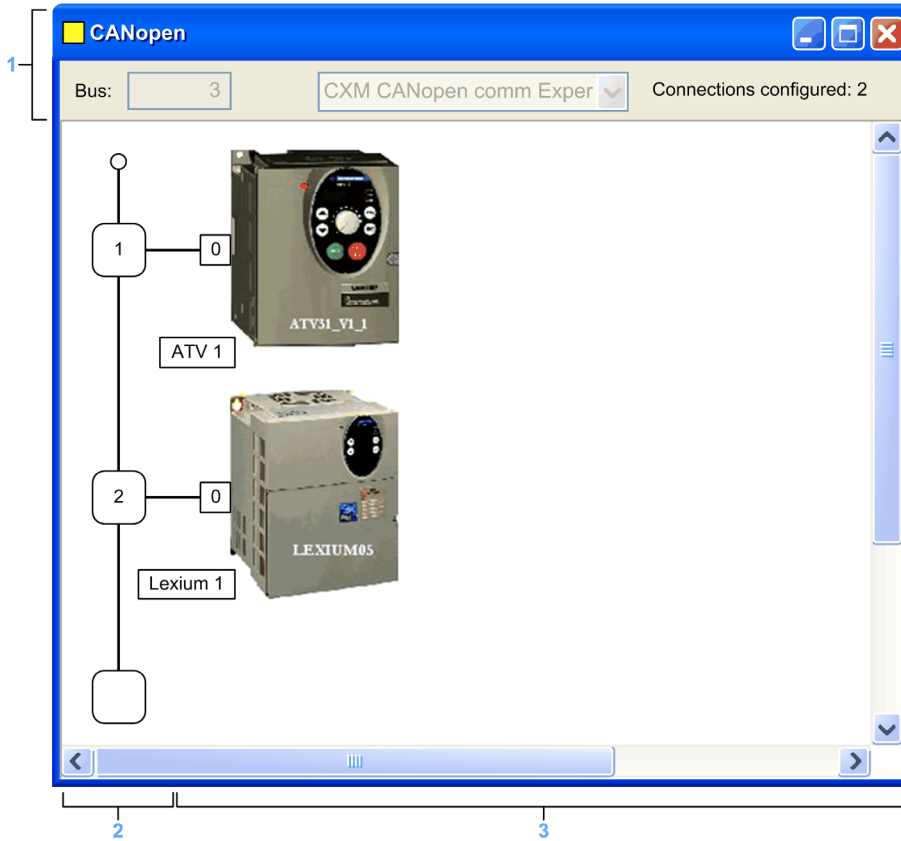 CANopen
1
Bus: 3 CXM CANopen comm Exper Connections configured: 2
1 0
ATV31_V1_1
ATV 1
2 0
LEXIUM05
Lexium 1
2 3